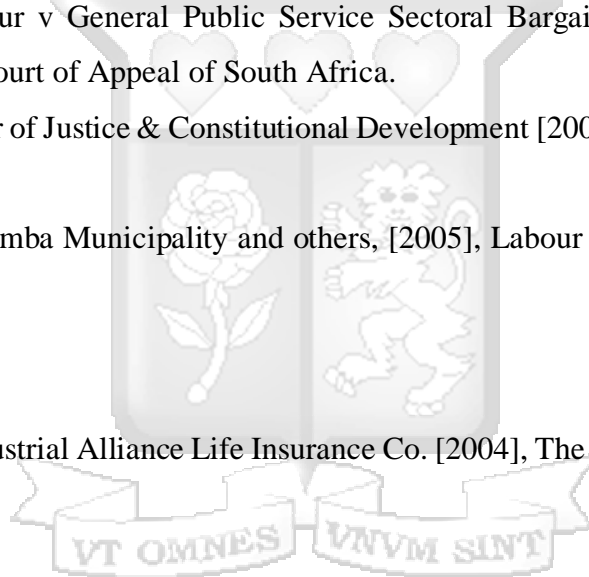 ur v General Public Service Sectoral Bargai
ourt of Appeal of South Africa.
r of Justice & Constitutional Development [200
mba Municipality and others, [2005], Labour
ustrial Alliance Life Insurance Co. [2004], The
VT OMNES VNVM SINT